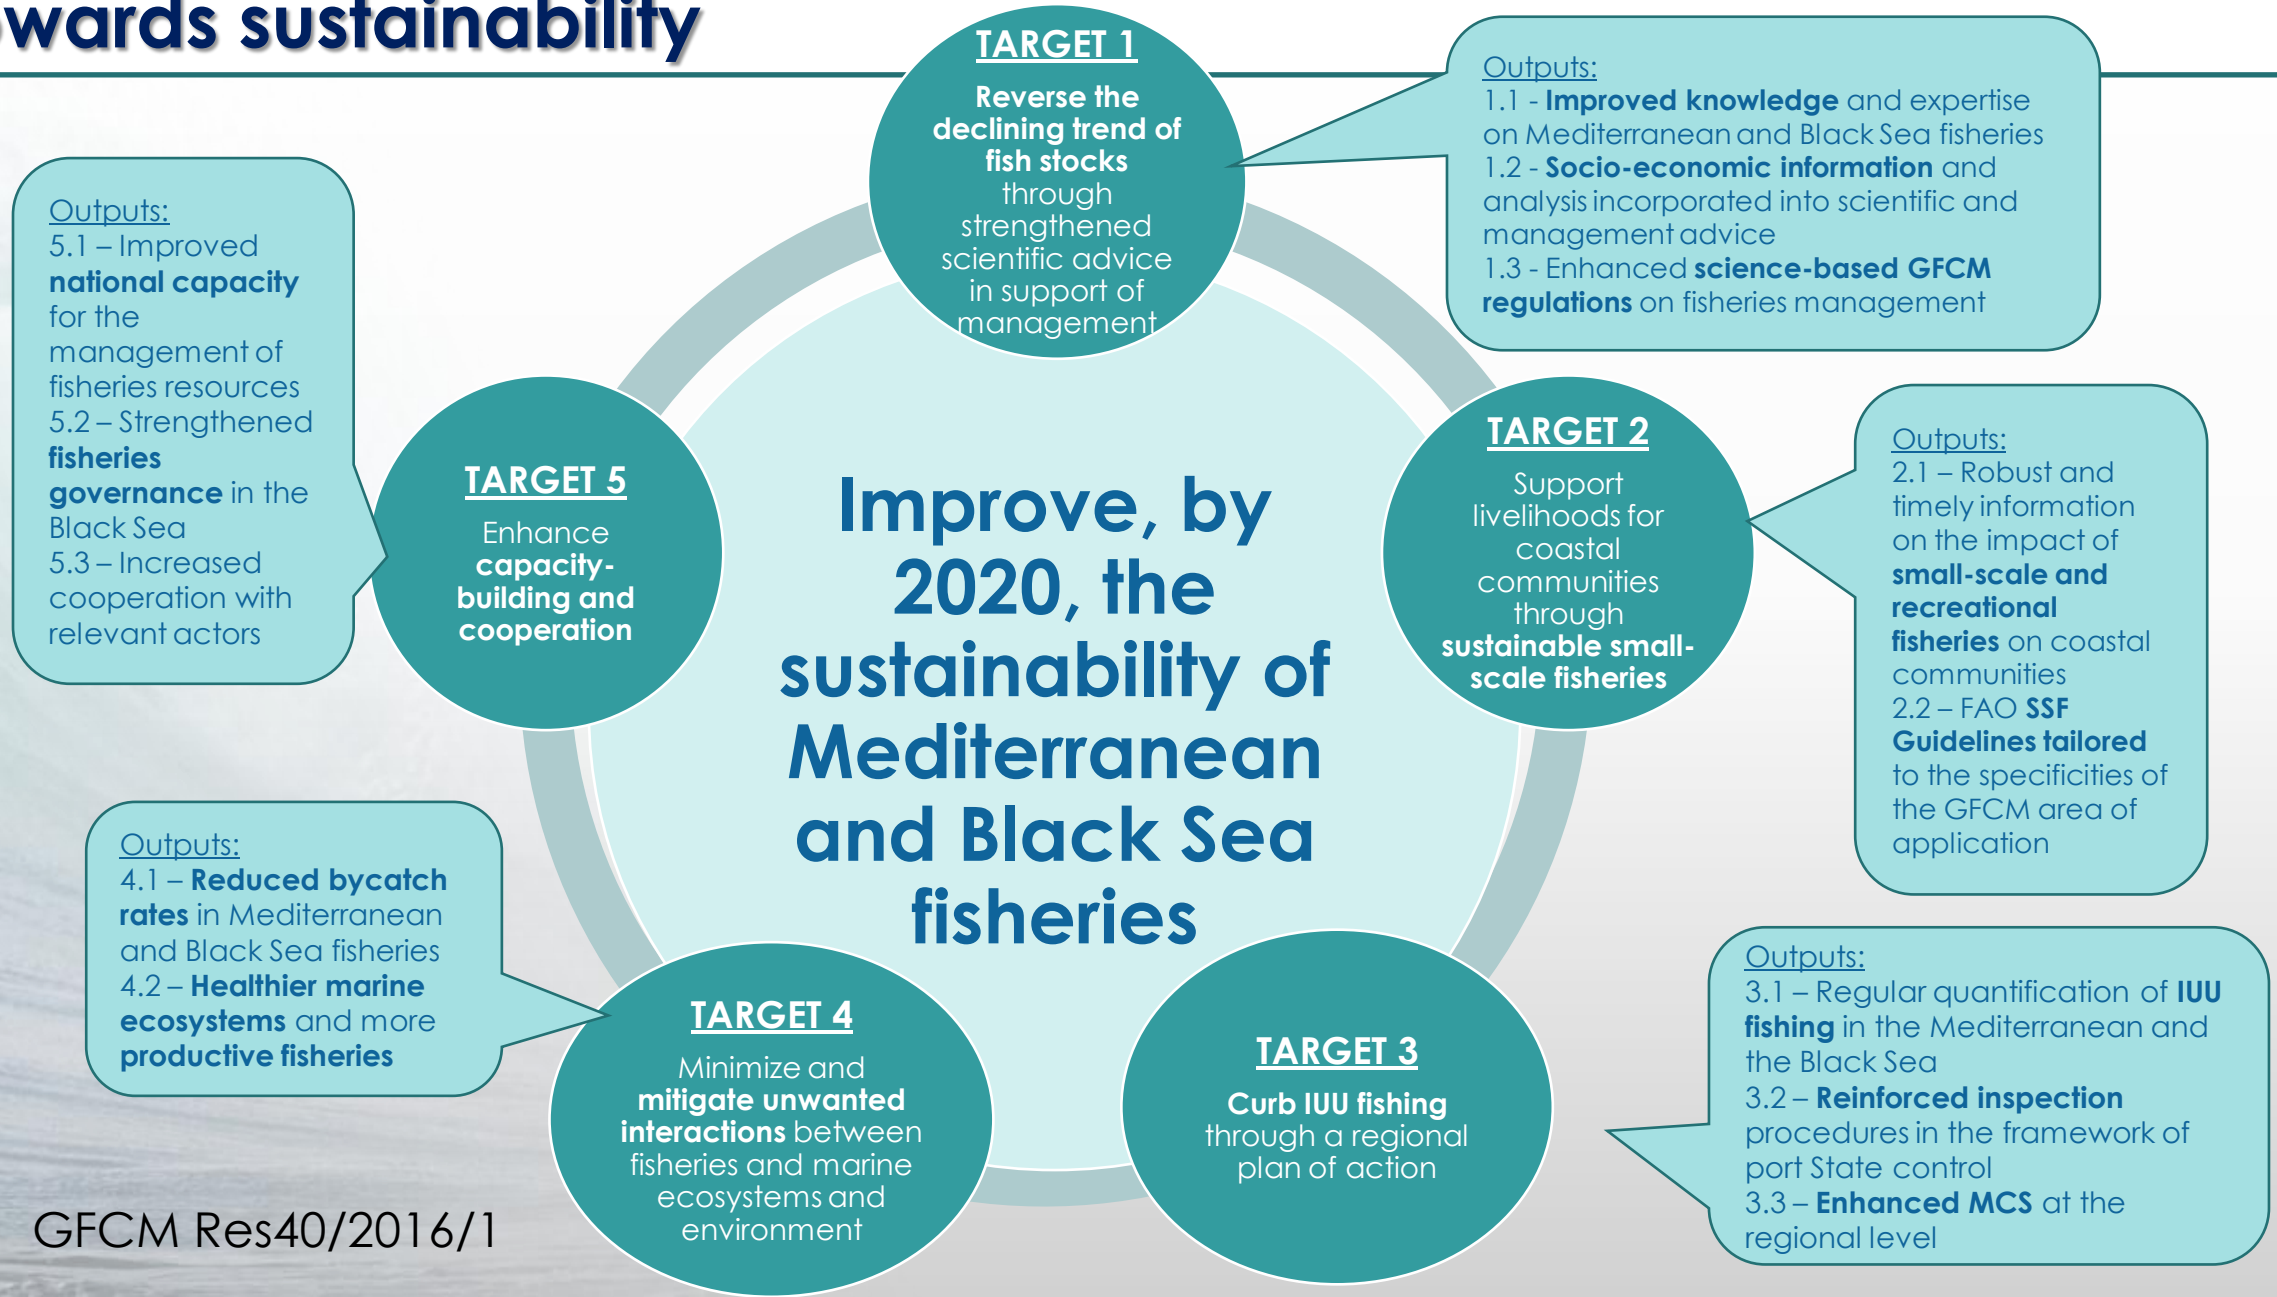 wards sustainability
TARGET 1
Reverse the
declining trend of
fish stocks
through
strengthened
scientific advice
in support of
management
Outputs:
1.1 - Improved knowledge and expertise
on Mediterranean and Black Sea fisheries
1.2 - Socio-economic information and
analysis incorporated into scientific and
management advice
1.3 - Enhanced science-based GFCM
regulations on fisheries management
TARGET 2
Support
livelihoods for
coastal
communities
through
sustainable small-
scale fisheries
Outputs:
2.1 – Robust and
timely information
on the impact of
small-scale and
recreational
fisheries on coastal
communities
2.2 – FAO SSF
Guidelines tailored
to the specificities of
the GFCM area of
application
TARGET 3
Curb IUU fishing
through a regional
plan of action
Outputs:
3.1 – Regular quantification of IUU
fishing in the Mediterranean and
the Black Sea
3.2 – Reinforced inspection
procedures in the framework of
port State control
3.3 – Enhanced MCS at the
regional level
TARGET 4
Minimize and
mitigate unwanted
interactions between
fisheries and marine
ecosystems and
environment
Outputs:
4.1 – Reduced bycatch
rates in Mediterranean
and Black Sea fisheries
4.2 – Healthier marine
ecosystems and more
productive fisheries
TARGET 5
Enhance
capacity-
building and
cooperation
Outputs:
5.1 – Improved
national capacity
for the
management of
fisheries resources
5.2 – Strengthened
fisheries
governance in the
Black Sea
5.3 – Increased
cooperation with
relevant actors
Improve, by
2020, the
sustainability of
Mediterranean
and Black Sea
fisheries
GFCM Res40/2016/1